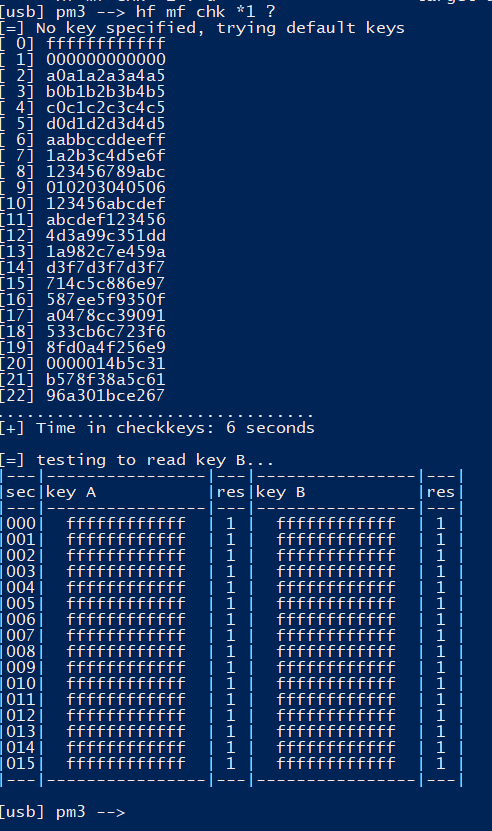 [usb] pm3 --> hf mf chk *1 ?
[=] No key specified, trying default keys
[ 0] ffffffffffff
[ 1] 000000000000
[ 2] a0a1a2a3a4a5
[ 3] b0b1b2b3b4b5
[ 4] c0c1c2c3c4c5
[ 5] d0d1d2d3d4d5
[ 6] aabbccddeeff
[ 7] 1a2b3c4d5e6f
[ 8] 123456789abc
[ 9] 010203040506
[10] 123456abcdef
[11] abcdef123456
[12] 4d3a99c351dd
[13] 1a982c7e459a
[14] d3f7d3f7d3f7
[15] 714c5c886e97
[16] 587ee5f9350f
[17] a0478cc39091
[18] 533cb6c723f6
[19] 8fd0a4f256e9
[20] 0000014b5c31
[21] b578f38a5c61
[22] 96a301bce267
.................................
[+] Time in checkkeys: 6 seconds
[=] testing to read key B...
|---|----------------|---|----------------|---|
|sec|key A           |res|key B           |res|
|---|----------------|---|----------------|---|
|000|  ffffffffffff  | 1 |  ffffffffffff  | 1 |
|001|  ffffffffffff  | 1 |  ffffffffffff  | 1 |
|002|  ffffffffffff  | 1 |  ffffffffffff  | 1 |
|003|  ffffffffffff  | 1 |  ffffffffffff  | 1 |
|004|  ffffffffffff  | 1 |  ffffffffffff  | 1 |
|005|  ffffffffffff  | 1 |  ffffffffffff  | 1 |
|006|  ffffffffffff  | 1 |  ffffffffffff  | 1 |
|007|  ffffffffffff  | 1 |  ffffffffffff  | 1 |
|008|  ffffffffffff  | 1 |  ffffffffffff  | 1 |
|009|  ffffffffffff  | 1 |  ffffffffffff  | 1 |
|010|  ffffffffffff  | 1 |  ffffffffffff  | 1 |
|011|  ffffffffffff  | 1 |  ffffffffffff  | 1 |
|012|  ffffffffffff  | 1 |  ffffffffffff  | 1 |
|013|  ffffffffffff  | 1 |  ffffffffffff  | 1 |
|014|  ffffffffffff  | 1 |  ffffffffffff  | 1 |
|015|  ffffffffffff  | 1 |  ffffffffffff  | 1 |
|---|----------------|---|----------------|---|
[usb] pm3 -->